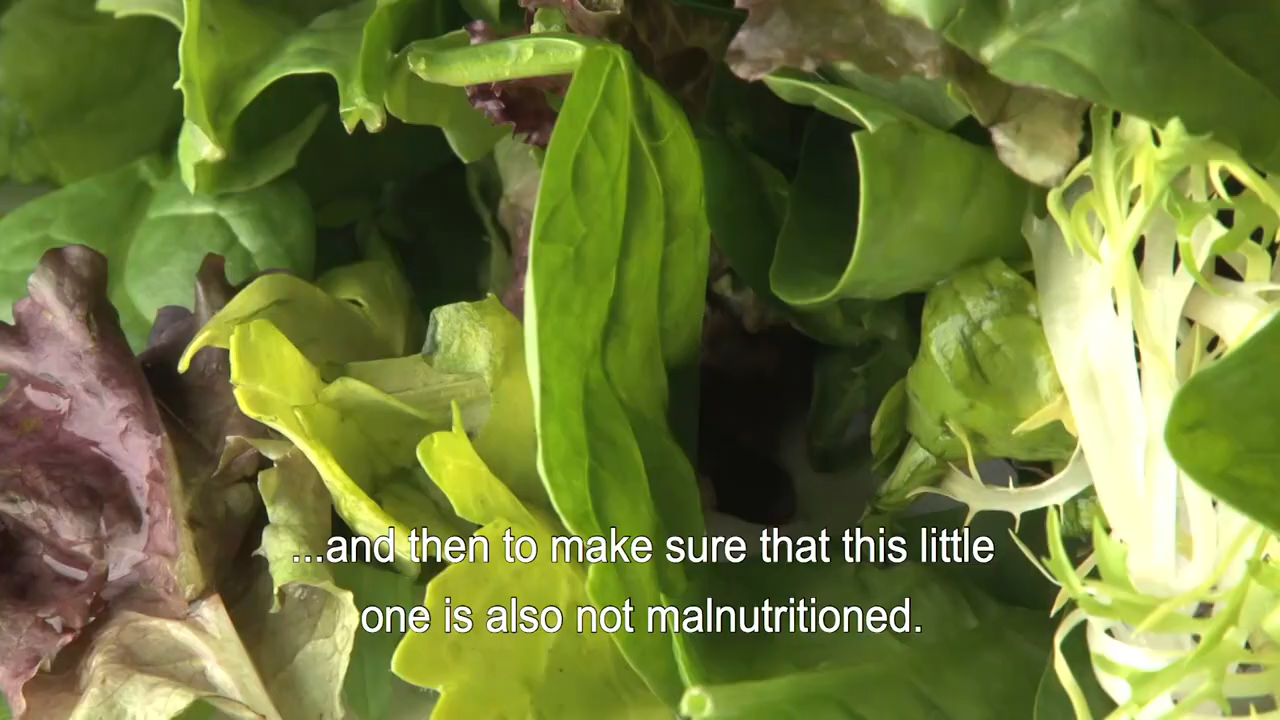 ...and then to make sure that this little
one is also not malnutritioned.